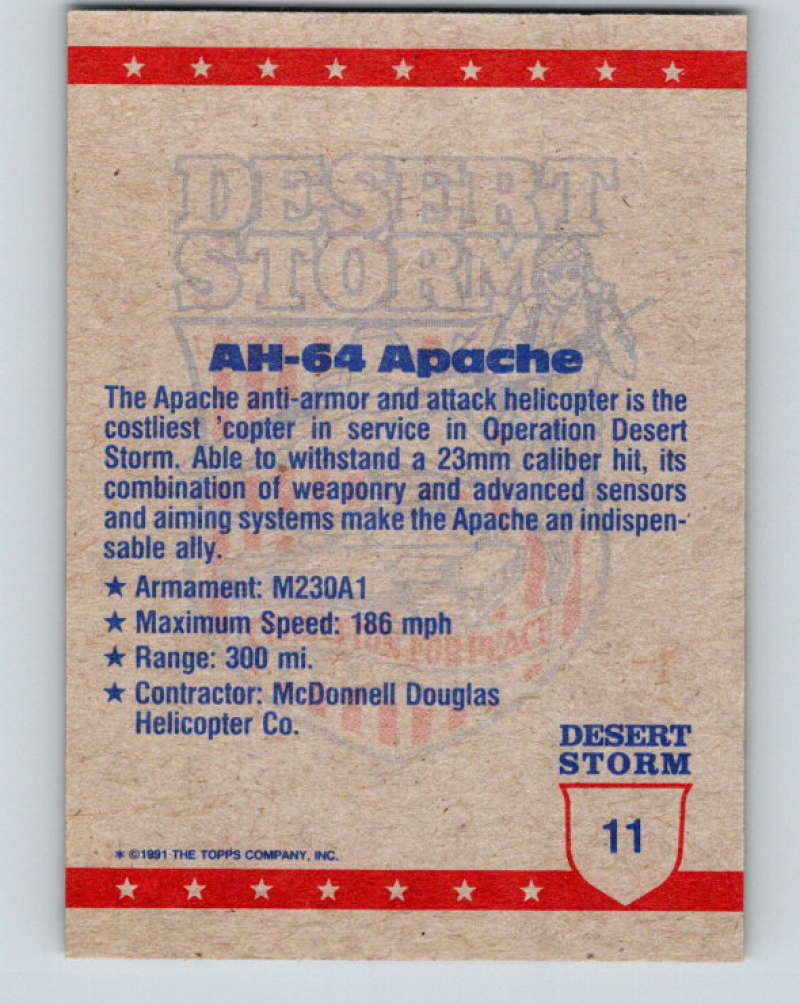 DESERT
STORM
AH-64 Apache
The Apache anti-armor and attack helicopter is the
costliest 'copter in service in Operation Desert
Storm. Able to withstand a 23mm caliber hit, its
combination of weaponry and advanced sensors
and aiming systems make the Apache an indispen-
sable ally.
★ Armament: M230A1
★ Maximum Speed: 186 mph
★ Range: 300 mi.
★ Contractor: McDonnell Douglas
Helicopter Co.
FOR PEACE
DESERT
STORM
11
* ©1991 THE TOPPS COMPANY, INC.